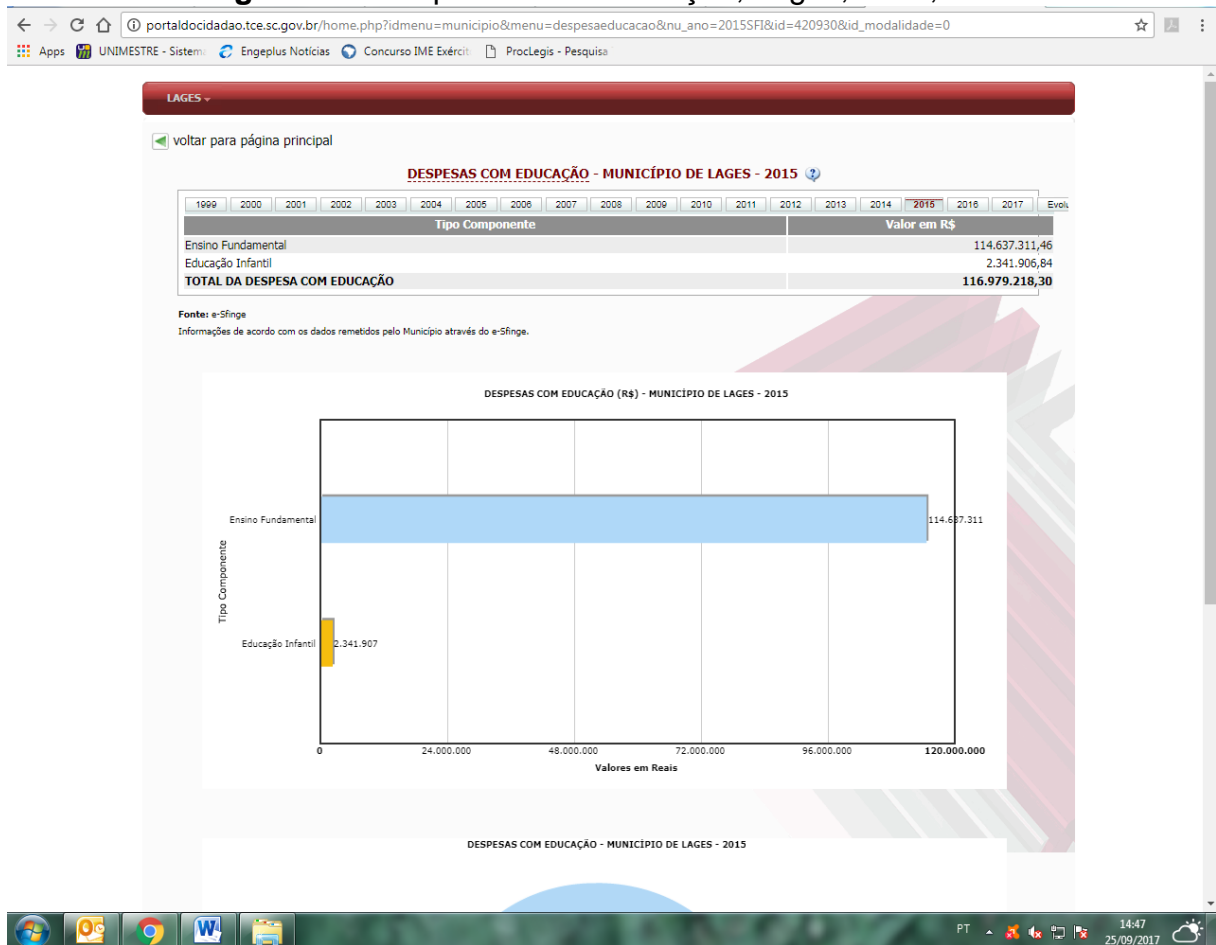 portaldocidadao.tce.sc.gov.br/home.php?idmenu=municipio&menu=despesaeducacao&nu_ano=2015SFI&id=420930&id_modalidade=0
Apps UNIMESTRE - Sistem Engeplus Notícias Concurso IME Exércit ProcLegis - Pesquisa
LAGES
voltar para página principal
DESPESAS COM EDUCAÇÃO - MUNICÍPIO DE LAGES - 2015
1999 2000 2001 2002 2003 2004 2005 2006 2007 2008 2009 2010 2011 2012 2013 2014 2015 2016 2017 Evolu
Tipo Componente Valor em R$
Ensino Fundamental 114.637.311,46
Educação Infantil 2.341.906,84
TOTAL DA DESPESA COM EDUCAÇÃO 116.979.218,30
Fonte: e-Sfinge
Informações de acordo com os dados remetidos pelo Município através do e-Sfinge.
DESPESAS COM EDUCAÇÃO (R$) - MUNICÍPIO DE LAGES - 2015
Ensino Fundamental 114.637.311
Tipo Componente
Educação Infantil 2.341.907
0 24.000.000 48.000.000 72.000.000 96.000.000 120.000.000
Valores em Reais
DESPESAS COM EDUCAÇÃO - MUNICÍPIO DE LAGES - 2015
PT 14:47
25/09/2017